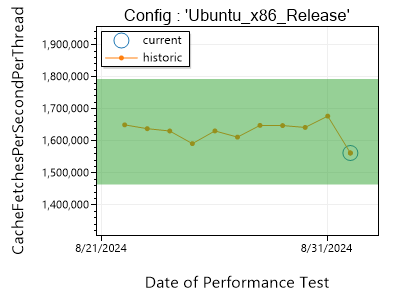 Config : 'Ubuntu_x86_Release'
CacheFetchesPerSecondPerThread
current
historic
1,900,000
1,800,000
1,700,000
1,600,000
1,500,000
1,400,000
8/21/2024
8/31/2024
Date of Performance Test